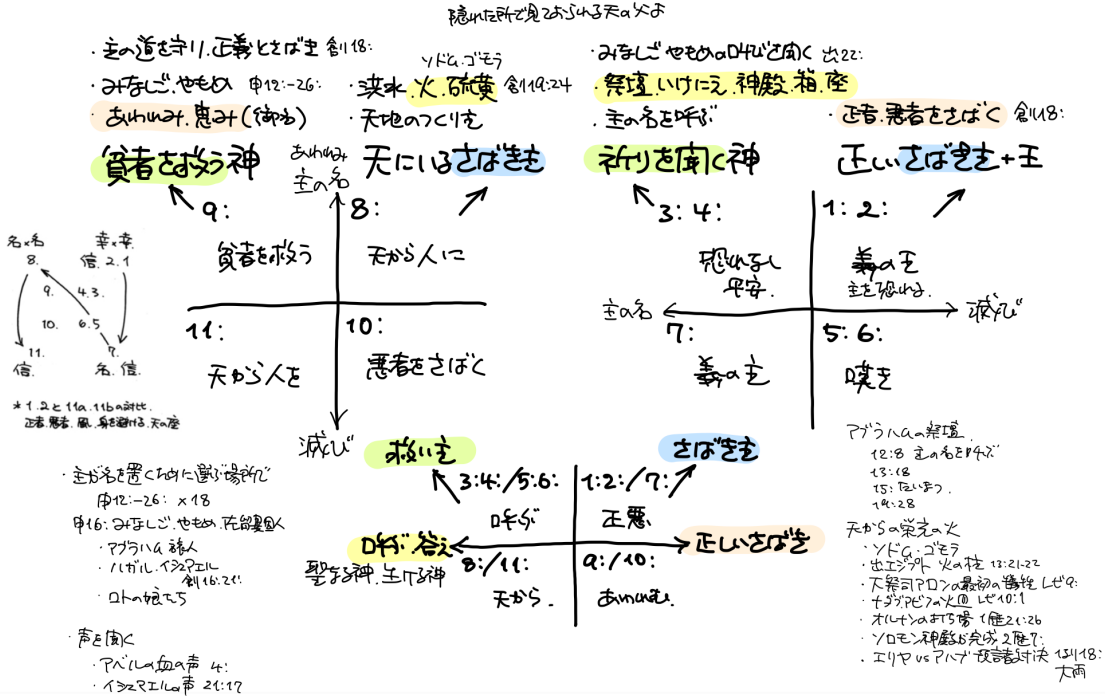 隠れた所で見ておられる天の父よ
・主の道を守り、正義とさばき 創18:
・みなしご、やもめ 申12:-26:
・あわれみ、恵み(御名)
貧者を救う神
9:
ソドム、ゴモラ
・洪水、火、硫黄 創19:24
・天地のつくり主
天にいるさばき主
あわれみ
主の名
8:
・みなしご やもめの叫びを聞く 出22:
・祭壇、いけにえ、神殿、箱、座
・主の名を呼ぶ
祈りを聞く神
3: 4:
・正者、悪者をさばく 創18:
正しいさばき主+王
1: 2:
貧者を救う
天から人に
11:
10:
天から人を
悪者をさばく
滅び
恐れなし
平安、
義の主
主を恐れる、
主の名
滅び
7:
5: 6:
義の主
嘆き
名×名
8.
幸×幸
信. 2.1
9.
4.3.
10.
6.5
11.
信.
7.
名. 信.
*1.2と11a.11bの対比.
正者.悪者.風.身を避ける.天の座
救い主
さばき主
3:4:/5:6:
1:2:/7:
呼ぶ
正悪
呼ぶ、答え
正しいさばき
聖なる神、生ける神
8:/11:
9:/10:
天から、
あわれむ、
・主が名を置くために選ぶ場所で
申12:-26: ×18
申16: みなしご、やもめ、在留異国人
・アブラハム 旅人
・ハガル、イシュマエル
創16:21:
・ロトの娘たち
・声を聞く
・アベルの血の声 4:
・イシュマエルの声 21:17
アブラハムの祭壇
12:8 主の名を呼ぶ
13:18
15: たいまつ
19:28
天からの栄光の火
・ソドム、ゴモラ
・出エジプト 火の柱 13:21-22
・大祭司アロンの最初の レビ9:
・ナダブアビフの火皿 レビ10:1
・オルナンの打ち場 1歴21:26
・ソロモン神殿が完成 2歴7:
・エリヤ vs アハブ 預言者対決 1列18:
大雨